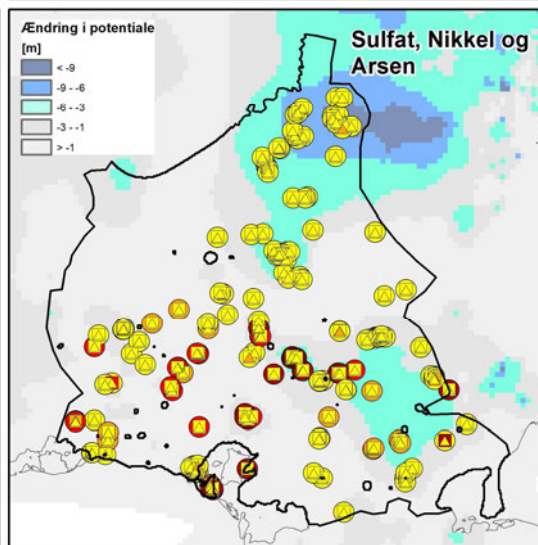 Ændring i potentiale
[m]
< -9
-9 - -6
-6 - -3
-3 - -1
> -1
Sulfat, Nikkel og
Arsen